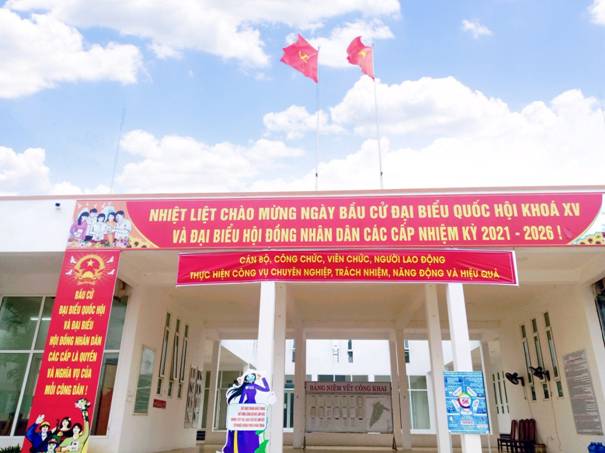 NHIỆT LIỆT CHÀO MỪNG NGÀY BẦU CỬ ĐẠI BIỂU QUỐC HỘI KHOÁ XV
VÀ ĐẠI BIỂU HỘI ĐỒNG NHÂN DÂN CÁC CẤP NHIỆM KỲ 2021 - 2026 !
CÁN BỘ, CÔNG CHỨC, VIÊN CHỨC, NGƯỜI LAO ĐỘNG
THỰC HIỆN CÔNG VỤ CHUYÊN NGHIỆP, TRÁCH NHIỆM, NĂNG ĐỘNG VÀ HIỆU QUẢ
BẦU CỬ
ĐẠI BIỂU QUỐC HỘI
VÀ ĐẠI BIỂU
HỘI ĐỒNG NHÂN DÂN
CÁC CẤP LÀ QUYỀN
VÀ NGHĨA VỤ CỦA
MỖI CÔNG DÂN !
BẢNG NIÊM YẾT CÔNG KHAI
5K